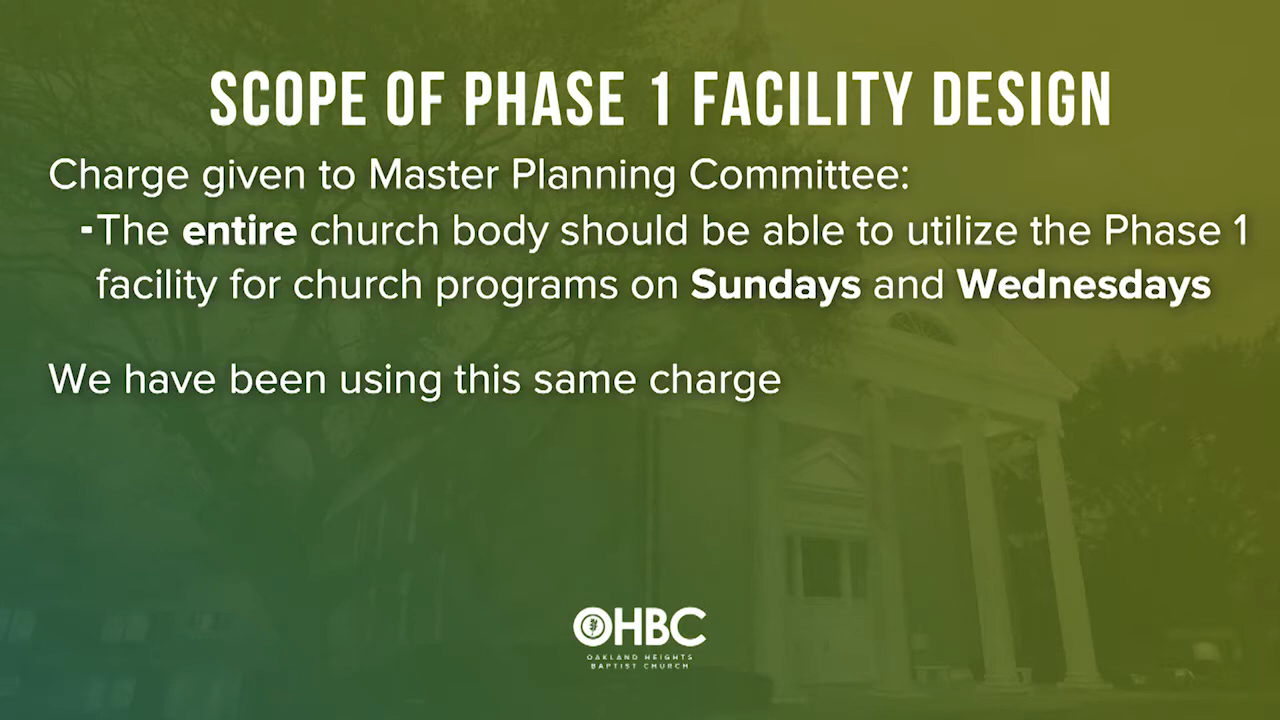 SCOPE OF PHASE 1 FACILITY DESIGN
Charge given to Master Planning Committee:
-The entire church body should be able to utilize the Phase 1
facility for church programs on Sundays and Wednesdays
We have been using this same charge
OHBC
OAKLAND HEIGHTS
BAPTIST CHURCH